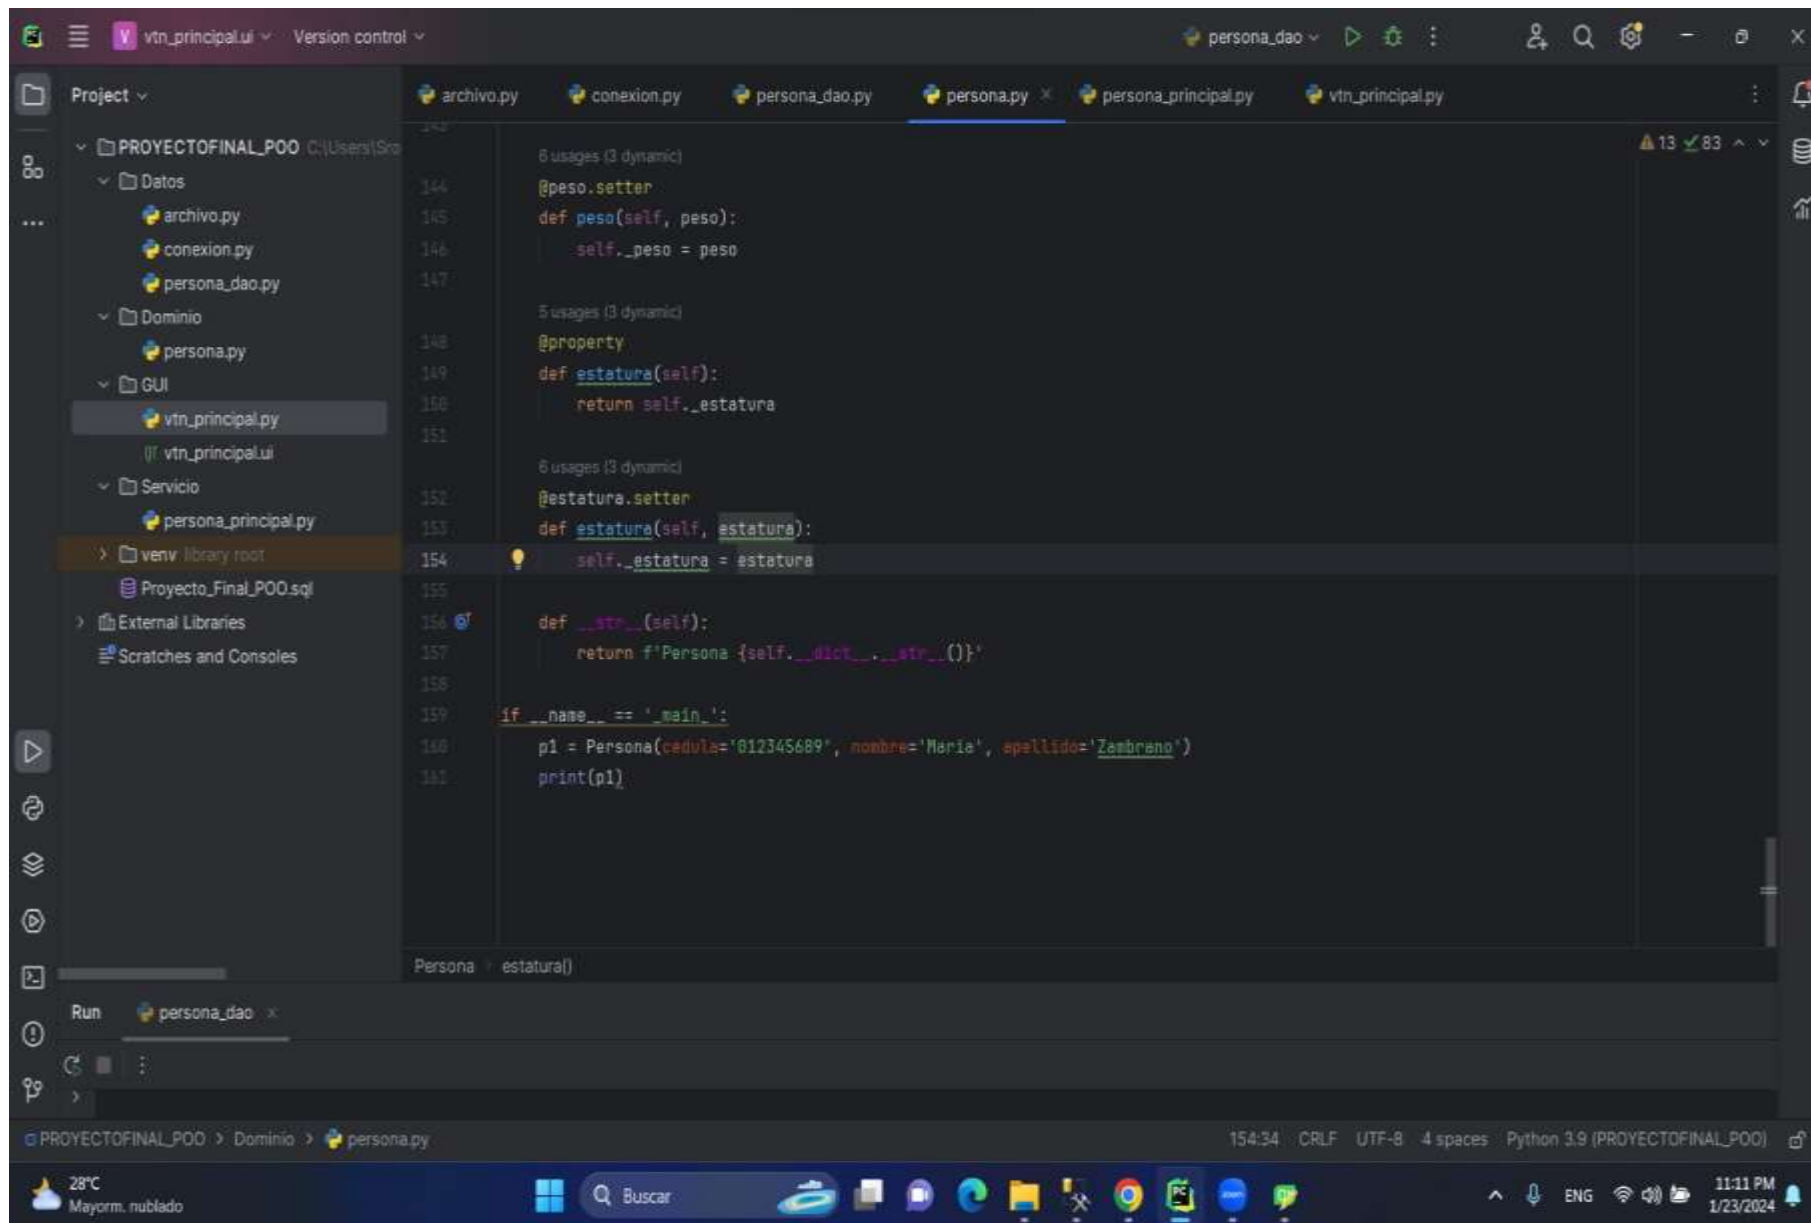 V vtn_principal.ui Version control persona_dao
Project
archivo.py conexion.py persona_dao.py persona.py persona_principal.py vtn_principal.py
PROYECTOFINAL_POO C:\Users\Sro
Datos
archivo.py
conexion.py
persona_dao.py
Dominio
persona.py
GUI
vtn_principal.py
vtn_principal.ui
Servicio
persona_principal.py
venv library root
Proyecto_Final_POO.sql
External Libraries
Scratches and Consoles
13 83
143
6 usages (3 dynamic)
144 @peso.setter
145 def peso(self, peso):
146 self._peso = peso
147
5 usages (3 dynamic)
148 @property
149 def estatura(self):
150 return self._estatura
151
6 usages (3 dynamic)
152 @estatura.setter
153 def estatura(self, estatura):
154 self._estatura = estatura
155
156 def __str__(self):
157 return f'Persona {self.__dict__.__str__()}'
158
159 if __name__ == '_main_':
160 p1 = Persona(cedula='012345689', nombre='Maria', apellido='Zambrano')
161 print(p1)
Persona estatura()
Run persona_dao
PROYECTOFINAL_POO > Dominio > persona.py
154:34 CRLF UTF-8 4 spaces Python 3.9 (PROYECTOFINAL_POO)
28°C
Mayorm. nublado
Buscar
ENG
11:11 PM
1/23/2024